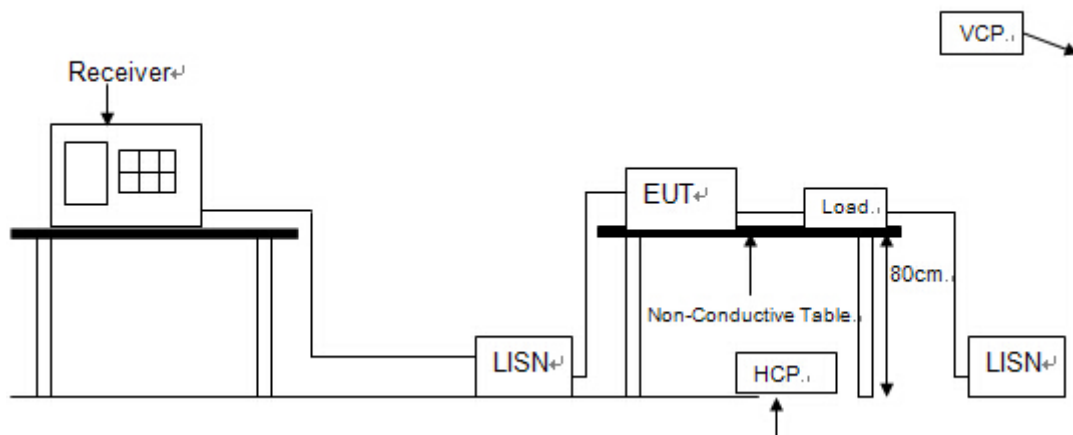 VCP.
Receiver
EUT
Load.
80cm.
Non-Conductive Table.
LISN
HCP.
LISN